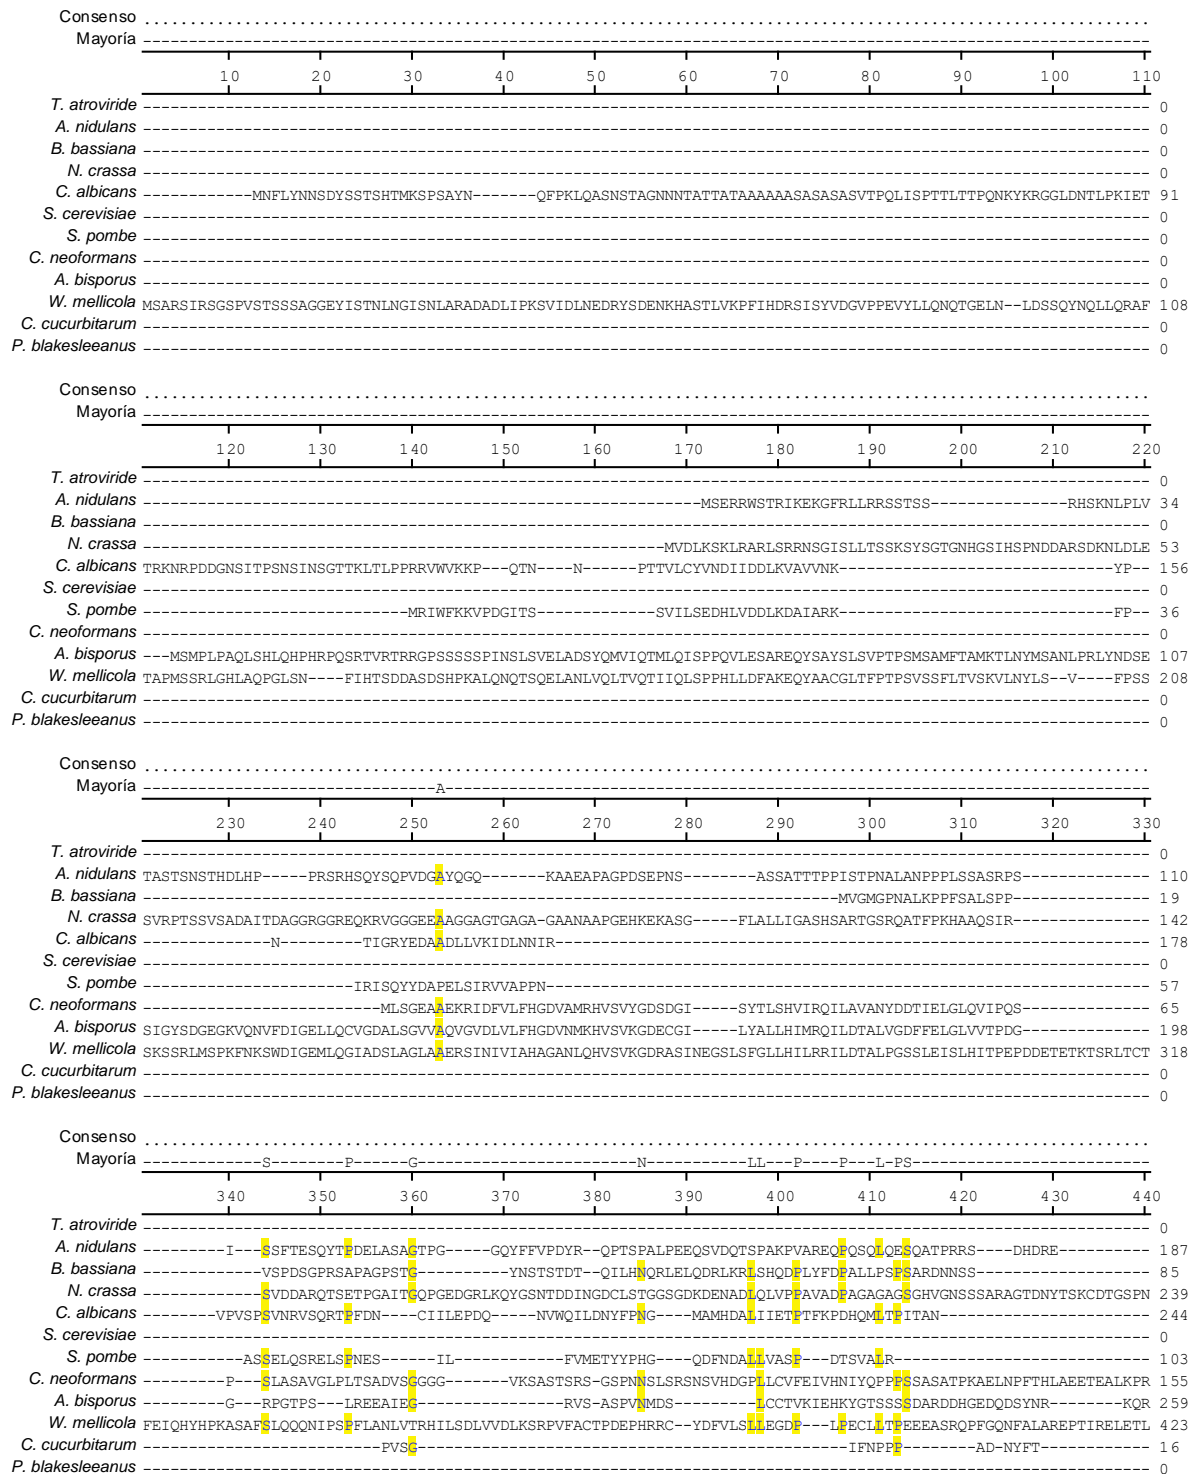 Consenso ..............................................................................................................
Mayoría --------------------------------------------------------------------------------------------------------------
10 20 30 40 50 60 70 80 90 100 110
T. atroviride -------------------------------------------------------------------------------------------------------------- 0
A. nidulans -------------------------------------------------------------------------------------------------------------- 0
B. bassiana -------------------------------------------------------------------------------------------------------------- 0
N. crassa -------------------------------------------------------------------------------------------------------------- 0
C. albicans ------------MNFLYNNSDYSSTSHTMKSPSAYN-------QFPKLQASNSTAGNNNTATTATAAAAAASASASASVTPQLISPTTLTTPQNKYKRGGLDNTLPKIET 91
S. cerevisiae -------------------------------------------------------------------------------------------------------------- 0
S. pombe -------------------------------------------------------------------------------------------------------------- 0
C. neoformans -------------------------------------------------------------------------------------------------------------- 0
A. bisporus -------------------------------------------------------------------------------------------------------------- 0
W. mellicola MSARSIRSGSPVSTSSSAGGEYISTNLNGISNLARADADLIPKSVIDLNEDRYSDENKHASTLVKPFIHDRSISYVDGVPPEVYLLQNQTGELN--LDSSQYNQLLQRAF 108
C. cucurbitarum -------------------------------------------------------------------------------------------------------------- 0
P. blakesleeanus -------------------------------------------------------------------------------------------------------------- 0
Consenso ..............................................................................................................
Mayoría --------------------------------------------------------------------------------------------------------------
120 130 140 150 160 170 180 190 200 210 220
T. atroviride -------------------------------------------------------------------------------------------------------------- 0
A. nidulans -------------------------------------------------------------MSERRWSTRIKEKGFRLLRRSSTSS---------------RHSKNLPLV 34
B. bassiana -------------------------------------------------------------------------------------------------------------- 0
N. crassa ---------------------------------------------------------MVDLKSKLRARLSRRNSGISLLTSSKSYSGTGNHGSIHSPNDDARSDKNLDLE 53
C. albicans TRKNRPDDGNSITPSNSINSGTTKLTLPPRRVWVKKP---QTN----N------PTTVLCYVNDIIDDLKVAVVNK------------------------------YP-- 156
S. cerevisiae -------------------------------------------------------------------------------------------------------------- 0
S. pombe -----------------------------MRIWFKKVPDGITS-------------SVILSEDHLVDDLKDAIARK------------------------------FP-- 36
C. neoformans -------------------------------------------------------------------------------------------------------------- 0
A. bisporus ---MSMPLPAQLSHLQHPHRPQSRTVRTRRGPSSSSSPINSLSVELADSYQMVIQTMLQISPPQVLESAREQYSAYSLSVPTPSMSAMFTAMKTLNYMSANLPRLYNDSE 107
W. mellicola TAPMSSRLGHLAQPGLSN----FIHTSDDASDSHPKALQNQTSQELANLVQLTVQTIIQLSPPHLLDFAKEQYAACGLTFPTPSVSSFLTVSKVLNYLS--V----FPSS 208
C. cucurbitarum -------------------------------------------------------------------------------------------------------------- 0
P. blakesleeanus -------------------------------------------------------------------------------------------------------------- 0
Consenso ..............................................................................................................
Mayoría --------------------------------A-----------------------------------------------------------------------------
230 240 250 260 270 280 290 300 310 320 330
T. atroviride -------------------------------------------------------------------------------------------------------------- 0
A. nidulans TASTSNSTHDLHP-----PRSRHSQYSQPVDGAYQGQ-------KAAEAPAGPDSEPNS--------ASSATTTPPISTPNALANPPPLSSASRPS-------------- 110
B. bassiana ----------------------------------------------------------------------------MVGMGPNALKPPFSALSPP--------------- 19
N. crassa SVRPTSSVSADAITDAGGRGGREQKRVGGGEEAAGGAGTGAGA-GAANAAPGEHKEKASG-----FLALLIGASHSARTGSRQATFPKHAAQSIR--------------- 142
C. albicans --------------N---------TIGRYEDAADLLVKIDLNNIR----------------------------------------------------------------- 178
S. cerevisiae -------------------------------------------------------------------------------------------------------------- 0
S. pombe -----------------------IRISQYYDAPELSIRVVAPPN------------------------------------------------------------------ 57
C. neoformans --------------------------MLSGEAAEKRIDFVLFHGDVAMRHVSVYGDSDGI-----SYTLSHVIRQILAVANYDDTIELGLQVIPQS-------------- 65
A. bisporus SIGYSDGEGKVQNVFDIGELLQCVGDALSGVVAQVGVDLVLFHGDVNMKHVSVKGDECGI-----LYALLHIMRQILDTALVGDFFELGLVVTPDG-------------- 198
W. mellicola SKSSRLMSPKFNKSWDIGEMLQGIADSLAGLAAERSINIVIAHAGANLQHVSVKGDRASINEGSLSFGLLHILRRILDTALPGSSLEISLHITPEPDDETETKTSRLTCT 318
C. cucurbitarum -------------------------------------------------------------------------------------------------------------- 0
P. blakesleeanus -------------------------------------------------------------------------------------------------------------- 0
Consenso ..............................................................................................................
Mayoría -------------S--------P------G------------------------N-----------LL---P----P---L-PS--------------------------
340 350 360 370 380 390 400 410 420 430 440
T. atroviride -------------------------------------------------------------------------------------------------------------- 0
A. nidulans ---------I---SSFTESQYTPDELASAGTPG-----GQYFFVPDYR--QPTSPALPEEQSVDQTSPAKPVAREQPQSQLQESQATPRRS----DHDRE---------- 187
B. bassiana -------------VSPDSGPRSAPAGPSTG----------YNSTSTDT--QILHNQRLELQDRLKRLSHQDPLYFDPALLPSPSARDNNSS------------------- 85
N. crassa -------------SVDDARQTSETPGAITGQPGEDGRLKQYGSNTDDINGDCLSTGGSGDKDENADLQLVPPAVADPAGAGAGSGHVGNSSSARAGTDNYTSKCDTGSPN 239
C. albicans --------VPVSPSVNRVSQRTPFDN-----CIILLEPDQ---NVWQILDNYFPNG----MAMHDALIIETPTFKPDHQMLTPITAN----------------------- 244
S. cerevisiae -------------------------------------------------------------------------------------------------------------- 0
S. pombe -----------ASSELQSRELSPNES------IL------------FVMETYYPHG----QDFNDALLVASP---DTSVALR---------------------------- 103
C. neoformans ---------P---SLASAVGLPLTSADVSGGGG------VKSASTSRS-GSPNNSLSRSNSVHDGPLLCVFEIVHNIYQPPPPSSASATPKAELNPFTHLAEETEALKPR 155
A. bisporus ---------G---RPGTPS---LREEAIEG----------------RVS-ASPVNMDS---------LCCTVKIEHKYGTSSSSDARDDHGEDQDSYNR--------KQR 259
W. mellicola FEIQHYHPKASAFSLQQQNIPSPFLANLVTRHILSDLVVDLKSRPVFACTPDEPHRRC--YDFVLSLLEGDP---LPECLLTPEEEASRQPFGQNFALAREPTIRELETL 423
C. cucurbitarum --------------------------PVSG-----------------------------------------------IFNPPP--------AD-NYFT------------ 16
P. blakesleeanus -------------------------------------------------------------------------------------------------------------- 0